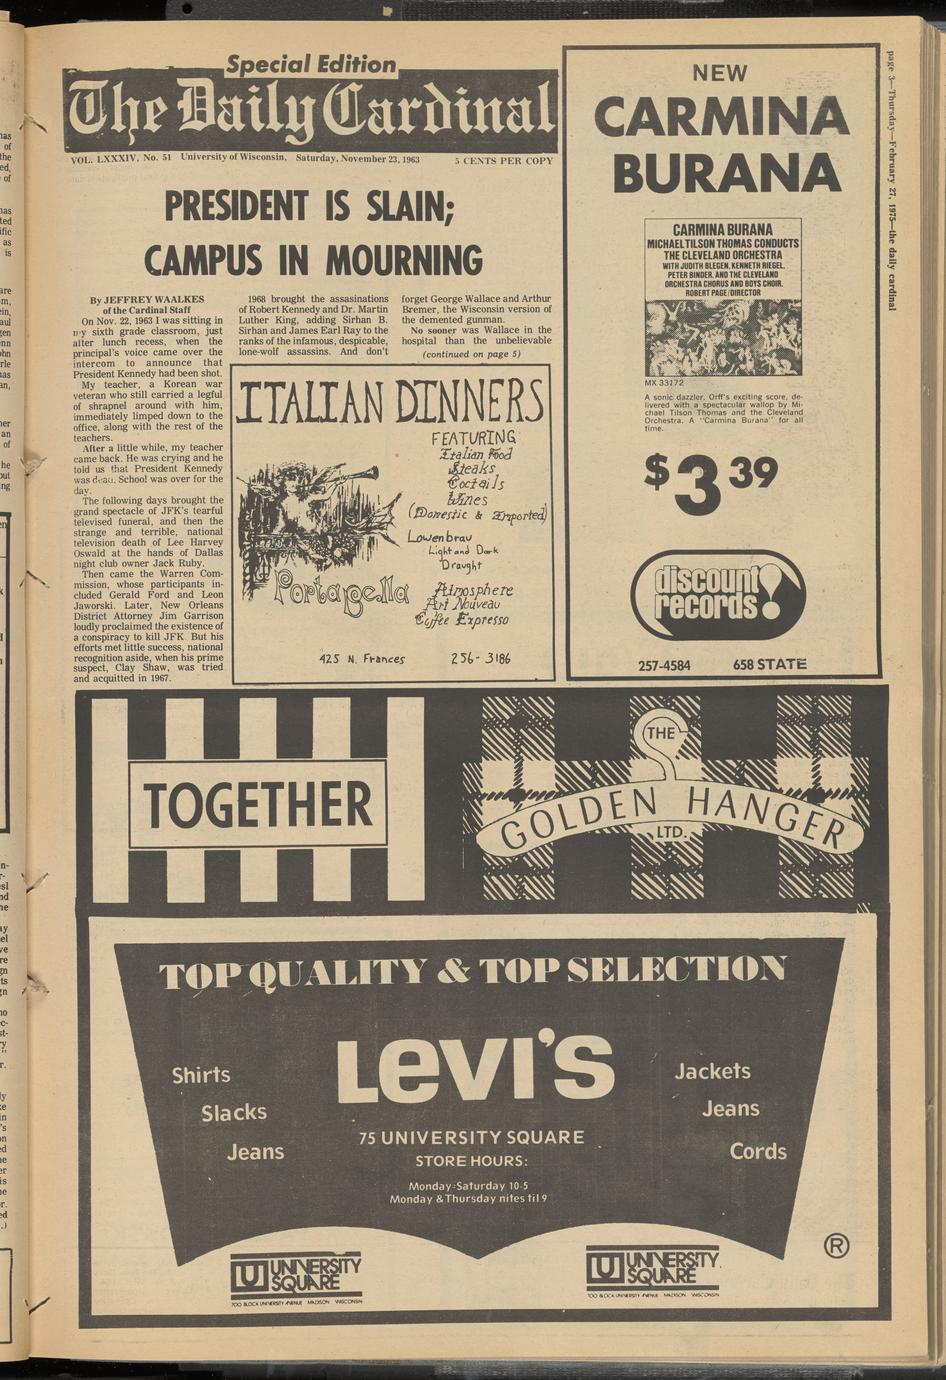 Special Edition
The Daily Cardinal
VOL. LXXXIV, No. 51 University of Wisconsin, Saturday, November 23, 1963 5 CENTS PER COPY
PRESIDENT IS SLAIN;
CAMPUS IN MOURNING
By JEFFREY WAALKES
of the Cardinal Staff
On Nov. 22, 1963 I was sitting in
my sixth grade classroom, just
after lunch recess, when the
principal's voice came over the
intercom to announce that
President Kennedy had been shot.
My teacher, a Korean war
veteran who still carried a legful
of shrapnel around with him,
immediately limped down to the
office, along with the rest of the
teachers.
After a little while, my teacher
came back. He was crying and he
told us that President Kennedy
was dead. School was over for the
day.
The following days brought the
grand spectacle of JFK's tearful
televised funeral, and then the
strange and terrible, national
television death of Lee Harvey
Oswald at the hands of Dallas
night club owner Jack Ruby.
Then came the Warren Com-
mission, whose participants in-
cluded Gerald Ford and Leon
Jaworski. Later, New Orleans
District Attorney Jim Garrison
loudly proclaimed the existence of
a conspiracy to kill JFK. But his
efforts met little success, national
recognition aside, when his prime
suspect, Clay Shaw, was tried
and acquitted in 1967.
1968 brought the assassinations
of Robert Kennedy and Dr. Martin
Luther King, adding Sirhan B.
Sirhan and James Earl Ray to the
ranks of the infamous, despicable,
lone-wolf assassins. And don't
forget George Wallace and Arthur
Bremer, the Wisconsin version of
the demented gunman.
No sooner was Wallace in the
hospital than the unbelievable
(continued on page 5)
ITALIAN DINNERS
FEATURING
Italian Food
Steaks
Coctails
Wines
(Domestic & Imported)
Lowenbrau
Light and Dark
Draught
Portabella
Atmosphere
Art Nouveau
Coffee Expresso
425 N. Frances 256-3186
NEW
CARMINA
BURANA
CARMINA BURANA
MICHAEL TILSON THOMAS CONDUCTS
THE CLEVELAND ORCHESTRA
WITH JUDITH BLEGEN, KENNETH RIEGEL,
PETER BINDER, AND THE CLEVELAND
ORCHESTRA CHORUS AND BOYS CHOIR.
ROBERT PAGE/DIRECTOR
MX 33172
A sonic dazzler, Orff's exciting score, de-
livered with a spectacular wallop by Mi-
chael Tilson Thomas and the Cleveland
Orchestra. A "Carmina Burana" for all
time.
$3 39
discount
records!
257-4584 658 STATE
page 3—Thursday—February 27, 1975—the daily cardinal
TOGETHER
THE
GOLDEN HANGER
LTD.
TOP QUALITY & TOP SELECTION
LEVI'S
Shirts
Slacks
Jeans
Jackets
Jeans
Cords
75 UNIVERSITY SQUARE
STORE HOURS:
Monday-Saturday 10-5
Monday & Thursday nites til 9
®
U UNIVERSITY
SQUARE
700 BLOCK UNIVERSITY AVENUE MADISON WISCONSIN
U UNIVERSITY
SQUARE
700 BLOCK UNIVERSITY AVENUE MADISON WISCONSIN